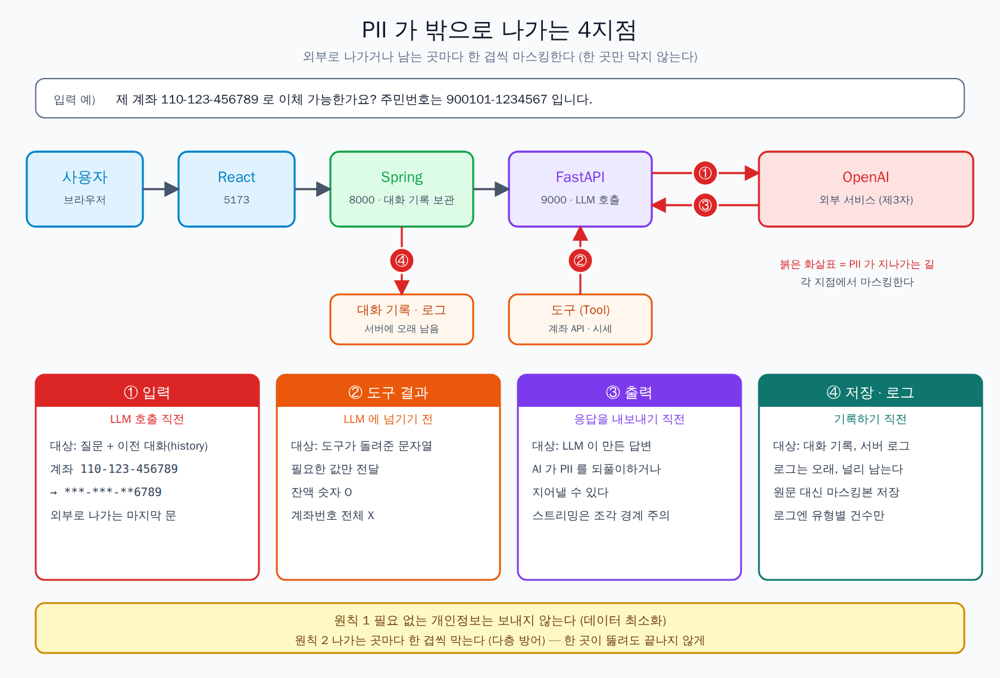 PII 가 밖으로 나가는 4지점
외부로 나가거나 남는 곳마다 한 겹씩 마스킹한다 (한 곳만 막지 않는다)
입력 예) 제 계좌 110-123-456789 로 이체 가능한가요? 주민번호는 900101-1234567 입니다.
사용자
브라우저
React
5173
Spring
8000 · 대화 기록 보관
FastAPI
9000 · LLM 호출
①
③
OpenAI
외부 서비스 (제3자)
④
②
붉은 화살표 = PII 가 지나가는 길
각 지점에서 마스킹한다
대화 기록 · 로그
서버에 오래 남음
도구 (Tool)
계좌 API · 시세
① 입력
LLM 호출 직전
대상: 질문 + 이전 대화(history)
계좌 110-123-456789
→ ***-***-**6789
외부로 나가는 마지막 문
② 도구 결과
LLM 에 넘기기 전
대상: 도구가 돌려준 문자열
필요한 값만 전달
잔액 숫자 O
계좌번호 전체 X
③ 출력
응답을 내보내기 직전
대상: LLM 이 만든 답변
AI 가 PII 를 되풀이하거나
지어낼 수 있다
스트리밍은 조각 경계 주의
④ 저장 · 로그
기록하기 직전
대상: 대화 기록, 서버 로그
로그는 오래, 널리 남는다
원문 대신 마스킹본 저장
로그엔 유형별 건수만
원칙 1 필요 없는 개인정보는 보내지 않는다 (데이터 최소화)
원칙 2 나가는 곳마다 한 겹씩 막는다 (다층 방어) — 한 곳이 뚫려도 끝나지 않게